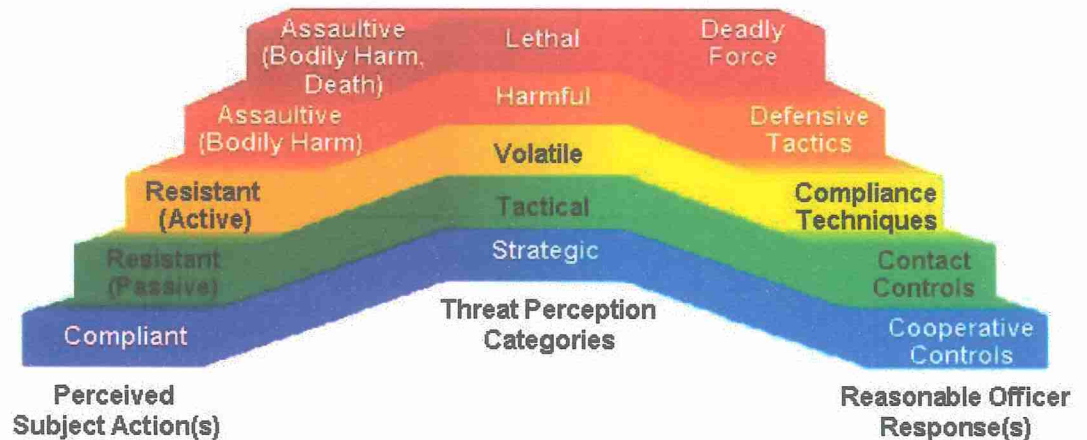 Assaultive
(Bodily Harm,
Death)
Lethal
Deadly
Force
Assaultive
(Bodily Harm)
Harmful
Defensive
Tactics
Resistant
(Active)
Volatile
Compliance
Techniques
Resistant
(Passive)
Tactical
Contact
Controls
Compliant
Strategic
Cooperative
Controls
Threat Perception
Categories
Perceived
Subject Action(s)
Reasonable Officer
Response(s)